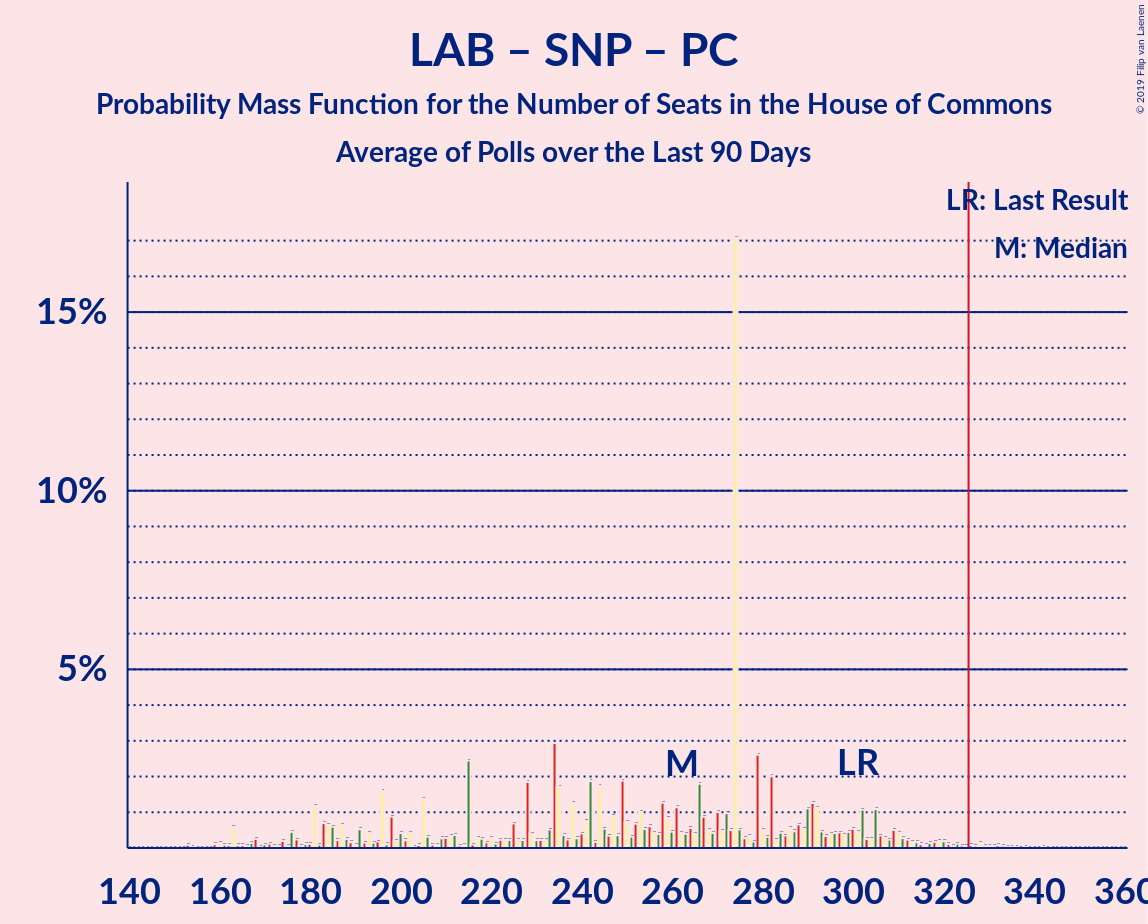 LAB – SNP – PC
Probability Mass Function for the Number of Seats in the House of Commons
Average of Polls over the Last 90 Days
© 2019 Filip van Laenen
LR: Last Result
M: Median
15%
10%
5%
M
LR
140 160 180 200 220 240 260 280 300 320 340 360